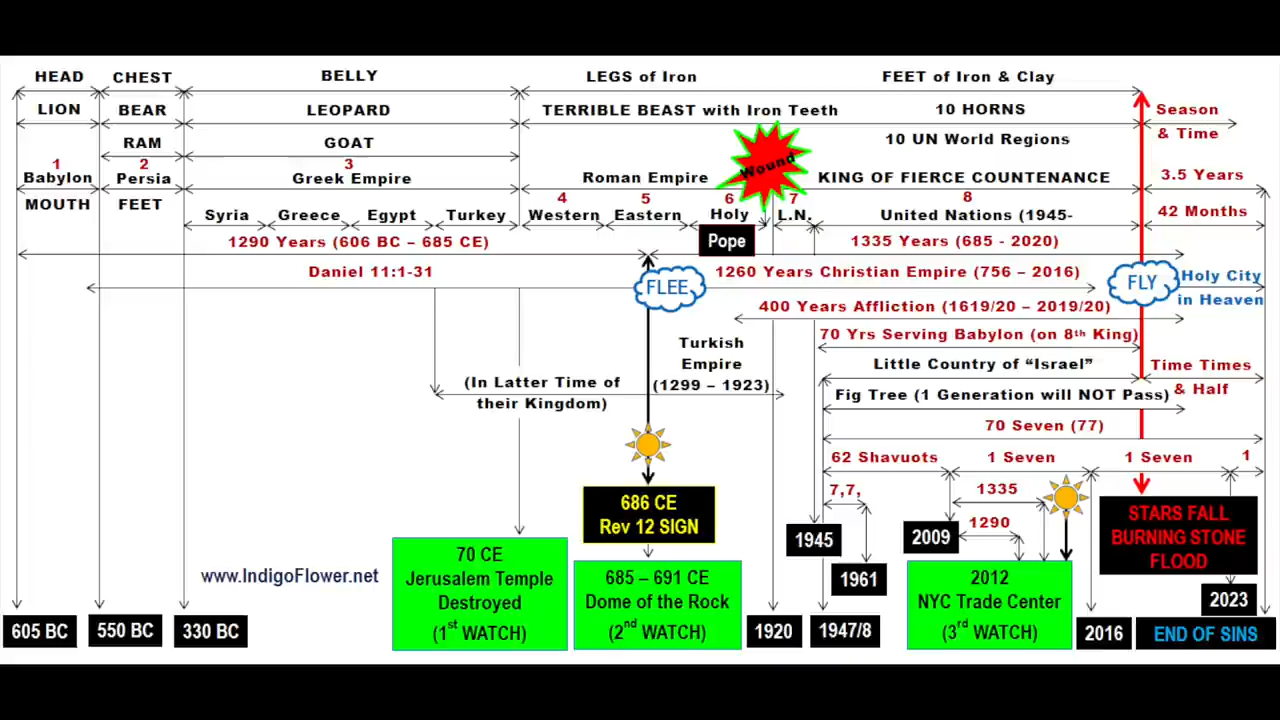 HEAD CHEST BELLY LEGS of Iron FEET of Iron & Clay
LION BEAR LEOPARD TERRIBLE BEAST with Iron Teeth 10 HORNS Season
& Time
RAM GOAT 10 UN World Regions
Wound
1 2 3
Babylon Persia Greek Empire Roman Empire KING OF FIERCE COUNTENANCE 3.5 Years
4 5 6 7 8
MOUTH FEET
Syria Greece Egypt Turkey Western Eastern Holy L.N. United Nations (1945- 42 Months
Pope
1290 Years (606 BC – 685 CE) 1335 Years (685 - 2020)
Daniel 11:1-31 1260 Years Christian Empire (756 – 2016)
FLEE FLY
Holy City
in Heaven
400 Years Affliction (1619/20 – 2019/20)
70 Yrs Serving Babylon (on 8th King)
Turkish
Empire
(1299 – 1923)
(In Latter Time of
their Kingdom)
Little Country of “Israel” Time Times
& Half
Fig Tree (1 Generation will NOT Pass)
70 Seven (77)
62 Shavuots 1 Seven 1 Seven 1
7,7, 1335
1290
686 CE
Rev 12 SIGN
STARS FALL
BURNING STONE
FLOOD
1945 2009
1961
2023
www.IndigoFlower.net
70 CE
Jerusalem Temple
Destroyed
(1st WATCH)
685 – 691 CE
Dome of the Rock
(2nd WATCH)
2012
NYC Trade Center
(3rd WATCH)
605 BC 550 BC 330 BC 1920 1947/8 2016 END OF SINS